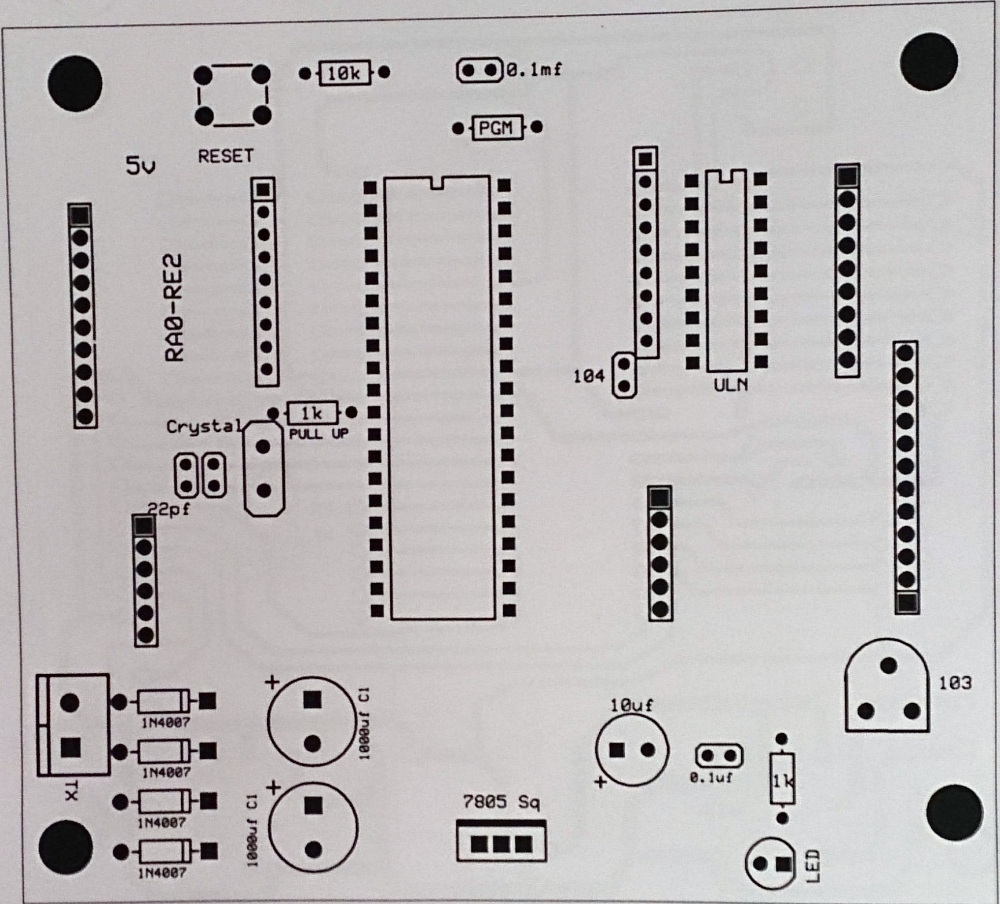 10k
0.1mf
PGM
RESET
5v
RA0-RE2
104
ULN
1k
PULL UP
Crystal
22pf
TX
1N4007
1N4007
1N4007
1N4007
+
1000uf C1
+
1000uf C1
7805 Sq
10uf
+
0.1uf
1k
103
LED